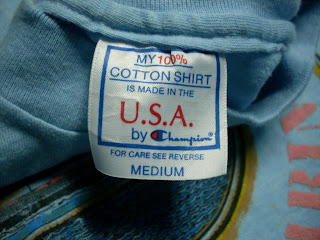 MY 100%
COTTON SHIRT
IS MADE IN THE
U.S.A.
by Champion®
FOR CARE SEE REVERSE
MEDIUM